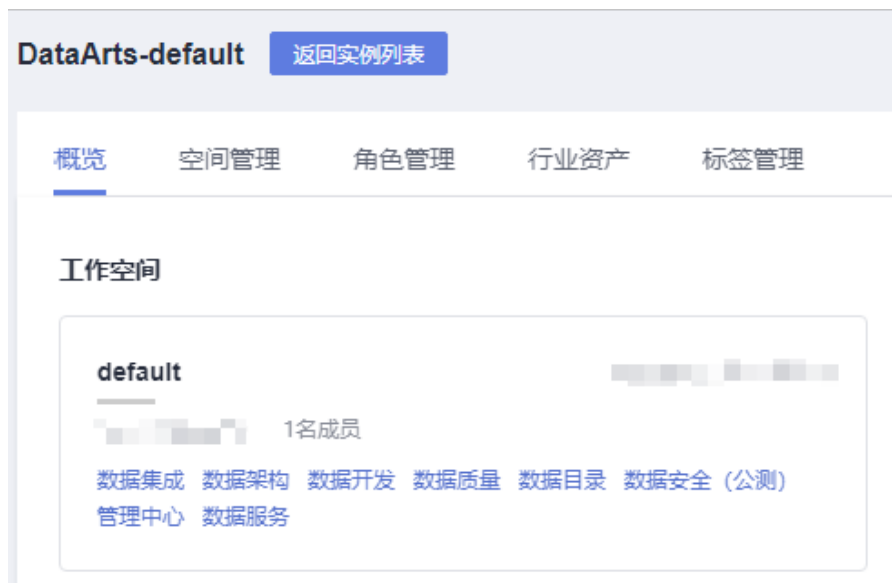 DataArts-default 返回实例列表
概览 空间管理 角色管理 行业资产 标签管理
工作空间
default
1名成员
数据集成 数据架构 数据开发 数据质量 数据目录 数据安全（公测）
管理中心 数据服务